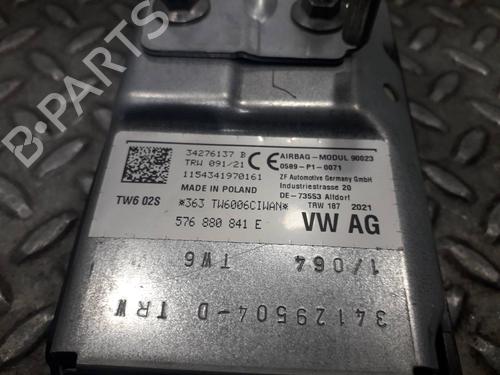 34276137 B
TRW 091/21
1154341970161
CE
AIRBAG-MODUL 90023
0589-P1-0071
ZF Automotive Germany GmbH
Industriestrasse 20
DE-73553 Alfdorf
TRW 187 2021
MADE IN POLAND
TW6 02S
*363 TW6006CIWAN*
576 880 841 E
VW AG
1/064
TW6
34129504-D TRW
B-Parts